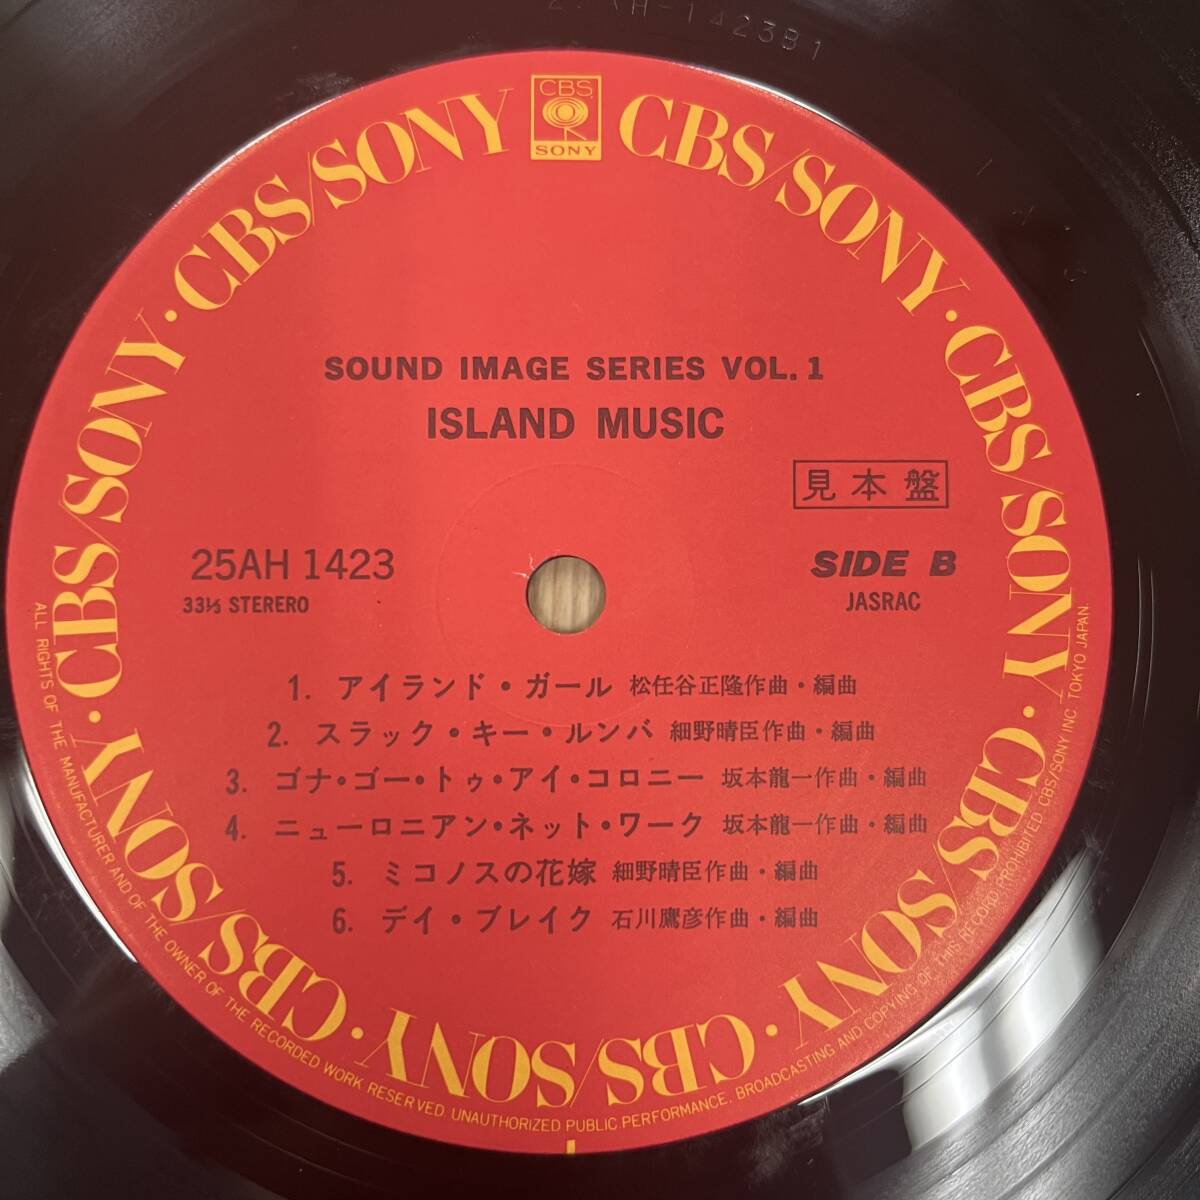 25AH-1423B1
CBS
SONY
CBS/SONY · CBS/SONY · CBS/SONY · CBS/SONY · CBS/SONY · CBS/SONY · CBS/SONY · CBS/SONY
SOUND IMAGE SERIES VOL. 1
ISLAND MUSIC
見本盤
25AH 1423
SIDE B
33⅓ STERERO
JASRAC
1. アイランド・ガール 松任谷正隆作曲・編曲
2. スラック・キー・ルンバ 細野晴臣作曲・編曲
3. ゴナ・ゴー・トゥ・アイ・コロニー 坂本龍一作曲・編曲
4. ニューロニアン・ネット・ワーク 坂本龍一作曲・編曲
5. ミコノスの花嫁 細野晴臣作曲・編曲
6. デイ・ブレイク 石川鷹彦作曲・編曲
ALL RIGHTS OF THE MANUFACTURER AND OF THE OWNER OF THE RECORDED WORK RESERVED. UNAUTHORIZED PUBLIC PERFORMANCE, BROADCASTING AND COPYING OF THIS RECORD PROHIBITED. CBS/SONY INC. TOKYO JAPAN.